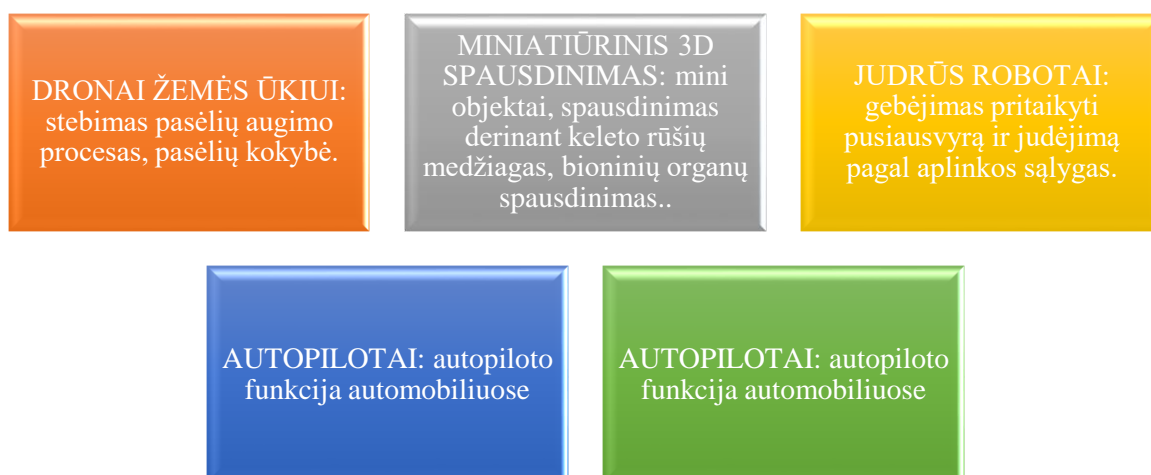 DRONAI ŽEMĖS ŪKIUI:
stebimas pasėlių augimo
procesas, pasėlių kokybė.
MINIATIŪRINIS 3D
SPAUSDINIMAS: mini
objektai, spausdinimas
derinant keleto rūšių
medžiagas, bioninių organų
spausdinimas..
JUDRŪS ROBOTAI:
gebėjimas pritaikyti
pusiausvyrą ir judėjimą
pagal aplinkos sąlygas.
AUTOPILOTAI: autopiloto
funkcija automobiliuose
AUTOPILOTAI: autopiloto
funkcija automobiliuose